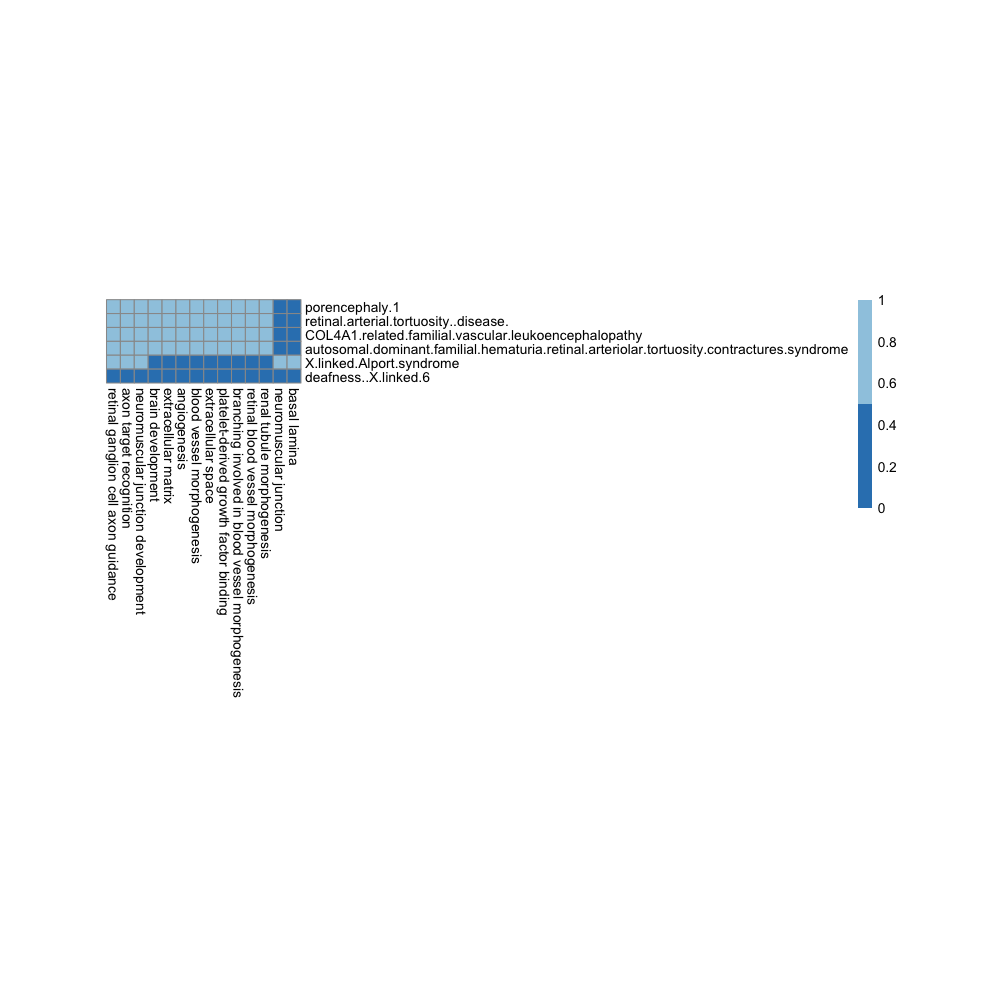 porencephaly.1
retinal.arterial.tortuosity..disease.
COL4A1.related.familial.vascular.leukoencephalopathy
autosomal.dominant.familial.hematuria.retinal.arteriolar.tortuosity.contractures.syndrome
X.linked.Alport.syndrome
deafness..X.linked.6
retinal ganglion cell axon guidance
axon target recognition
neuromuscular junction development
brain development
extracellular matrix
angiogenesis
blood vessel morphogenesis
extracellular space
platelet-derived growth factor binding
branching involved in blood vessel morphogenesis
retinal blood vessel morphogenesis
renal tubule morphogenesis
neuromuscular junction
basal lamina
1
0.8
0.6
0.4
0.2
0